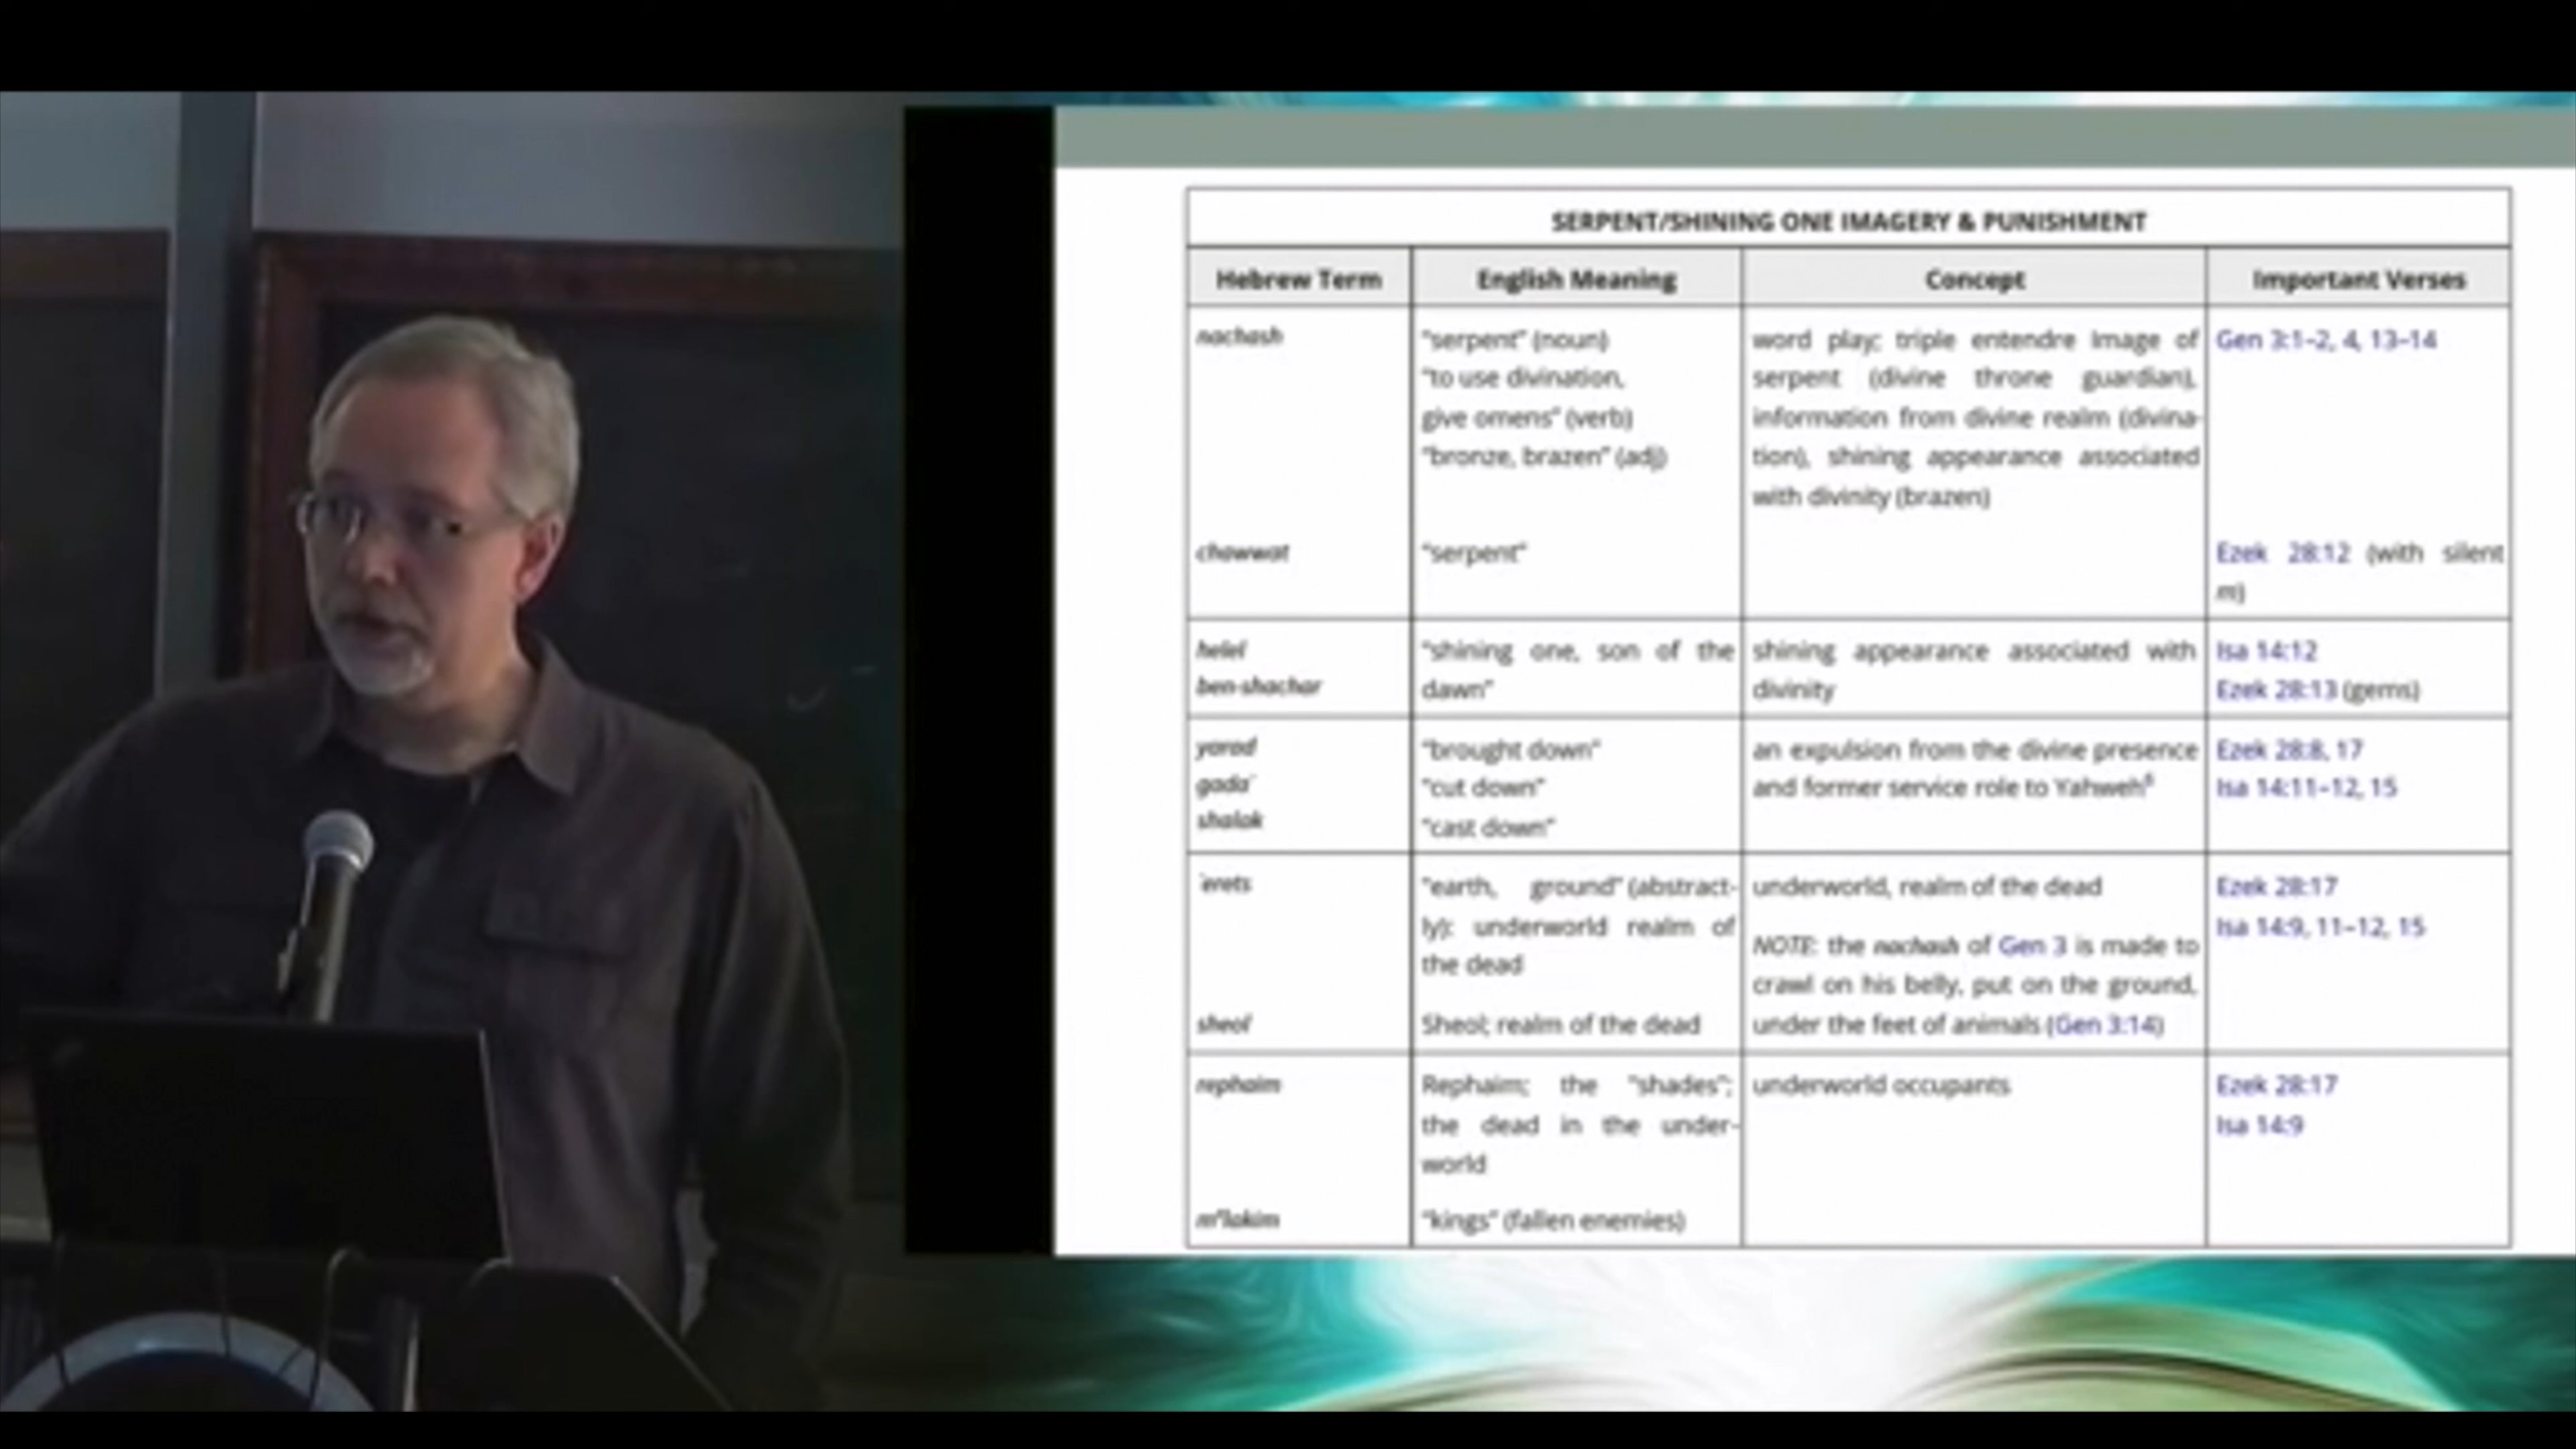 SERPENT/SHINING ONE IMAGERY & PUNISHMENT
Hebrew Term English Meaning Concept Important Verses
nachash
"serpent" (noun)
"to use divination,
give omens" (verb)
"bronze, brazen" (adj)
word play; triple entendre image of
serpent (divine throne guardian),
information from divine realm (divina-
tion), shining appearance associated
with divinity (brazen)
Gen 3:1–2, 4, 13–14
chawwat
"serpent"
Ezek 28:12 (with silent
m)
helel
ben-shachar
"shining one, son of the
dawn"
shining appearance associated with
divinity
Isa 14:12
Ezek 28:13 (gems)
yarad
gada'
shalak
"brought down"
"cut down"
"cast down"
an expulsion from the divine presence
and former service role to Yahweh⁶
Ezek 28:8, 17
Isa 14:11–12, 15
'erets
"earth, ground" (abstract-
ly): underworld realm of
the dead
underworld, realm of the dead
NOTE: the nachash of Gen 3 is made to
crawl on his belly, put on the ground,
under the feet of animals (Gen 3:14)
Ezek 28:17
Isa 14:9, 11–12, 15
sheol
Sheol; realm of the dead
rephaim
Rephaim; the "shades";
the dead in the under-
world
underworld occupants
Ezek 28:17
Isa 14:9
mᵉlakim
"kings" (fallen enemies)